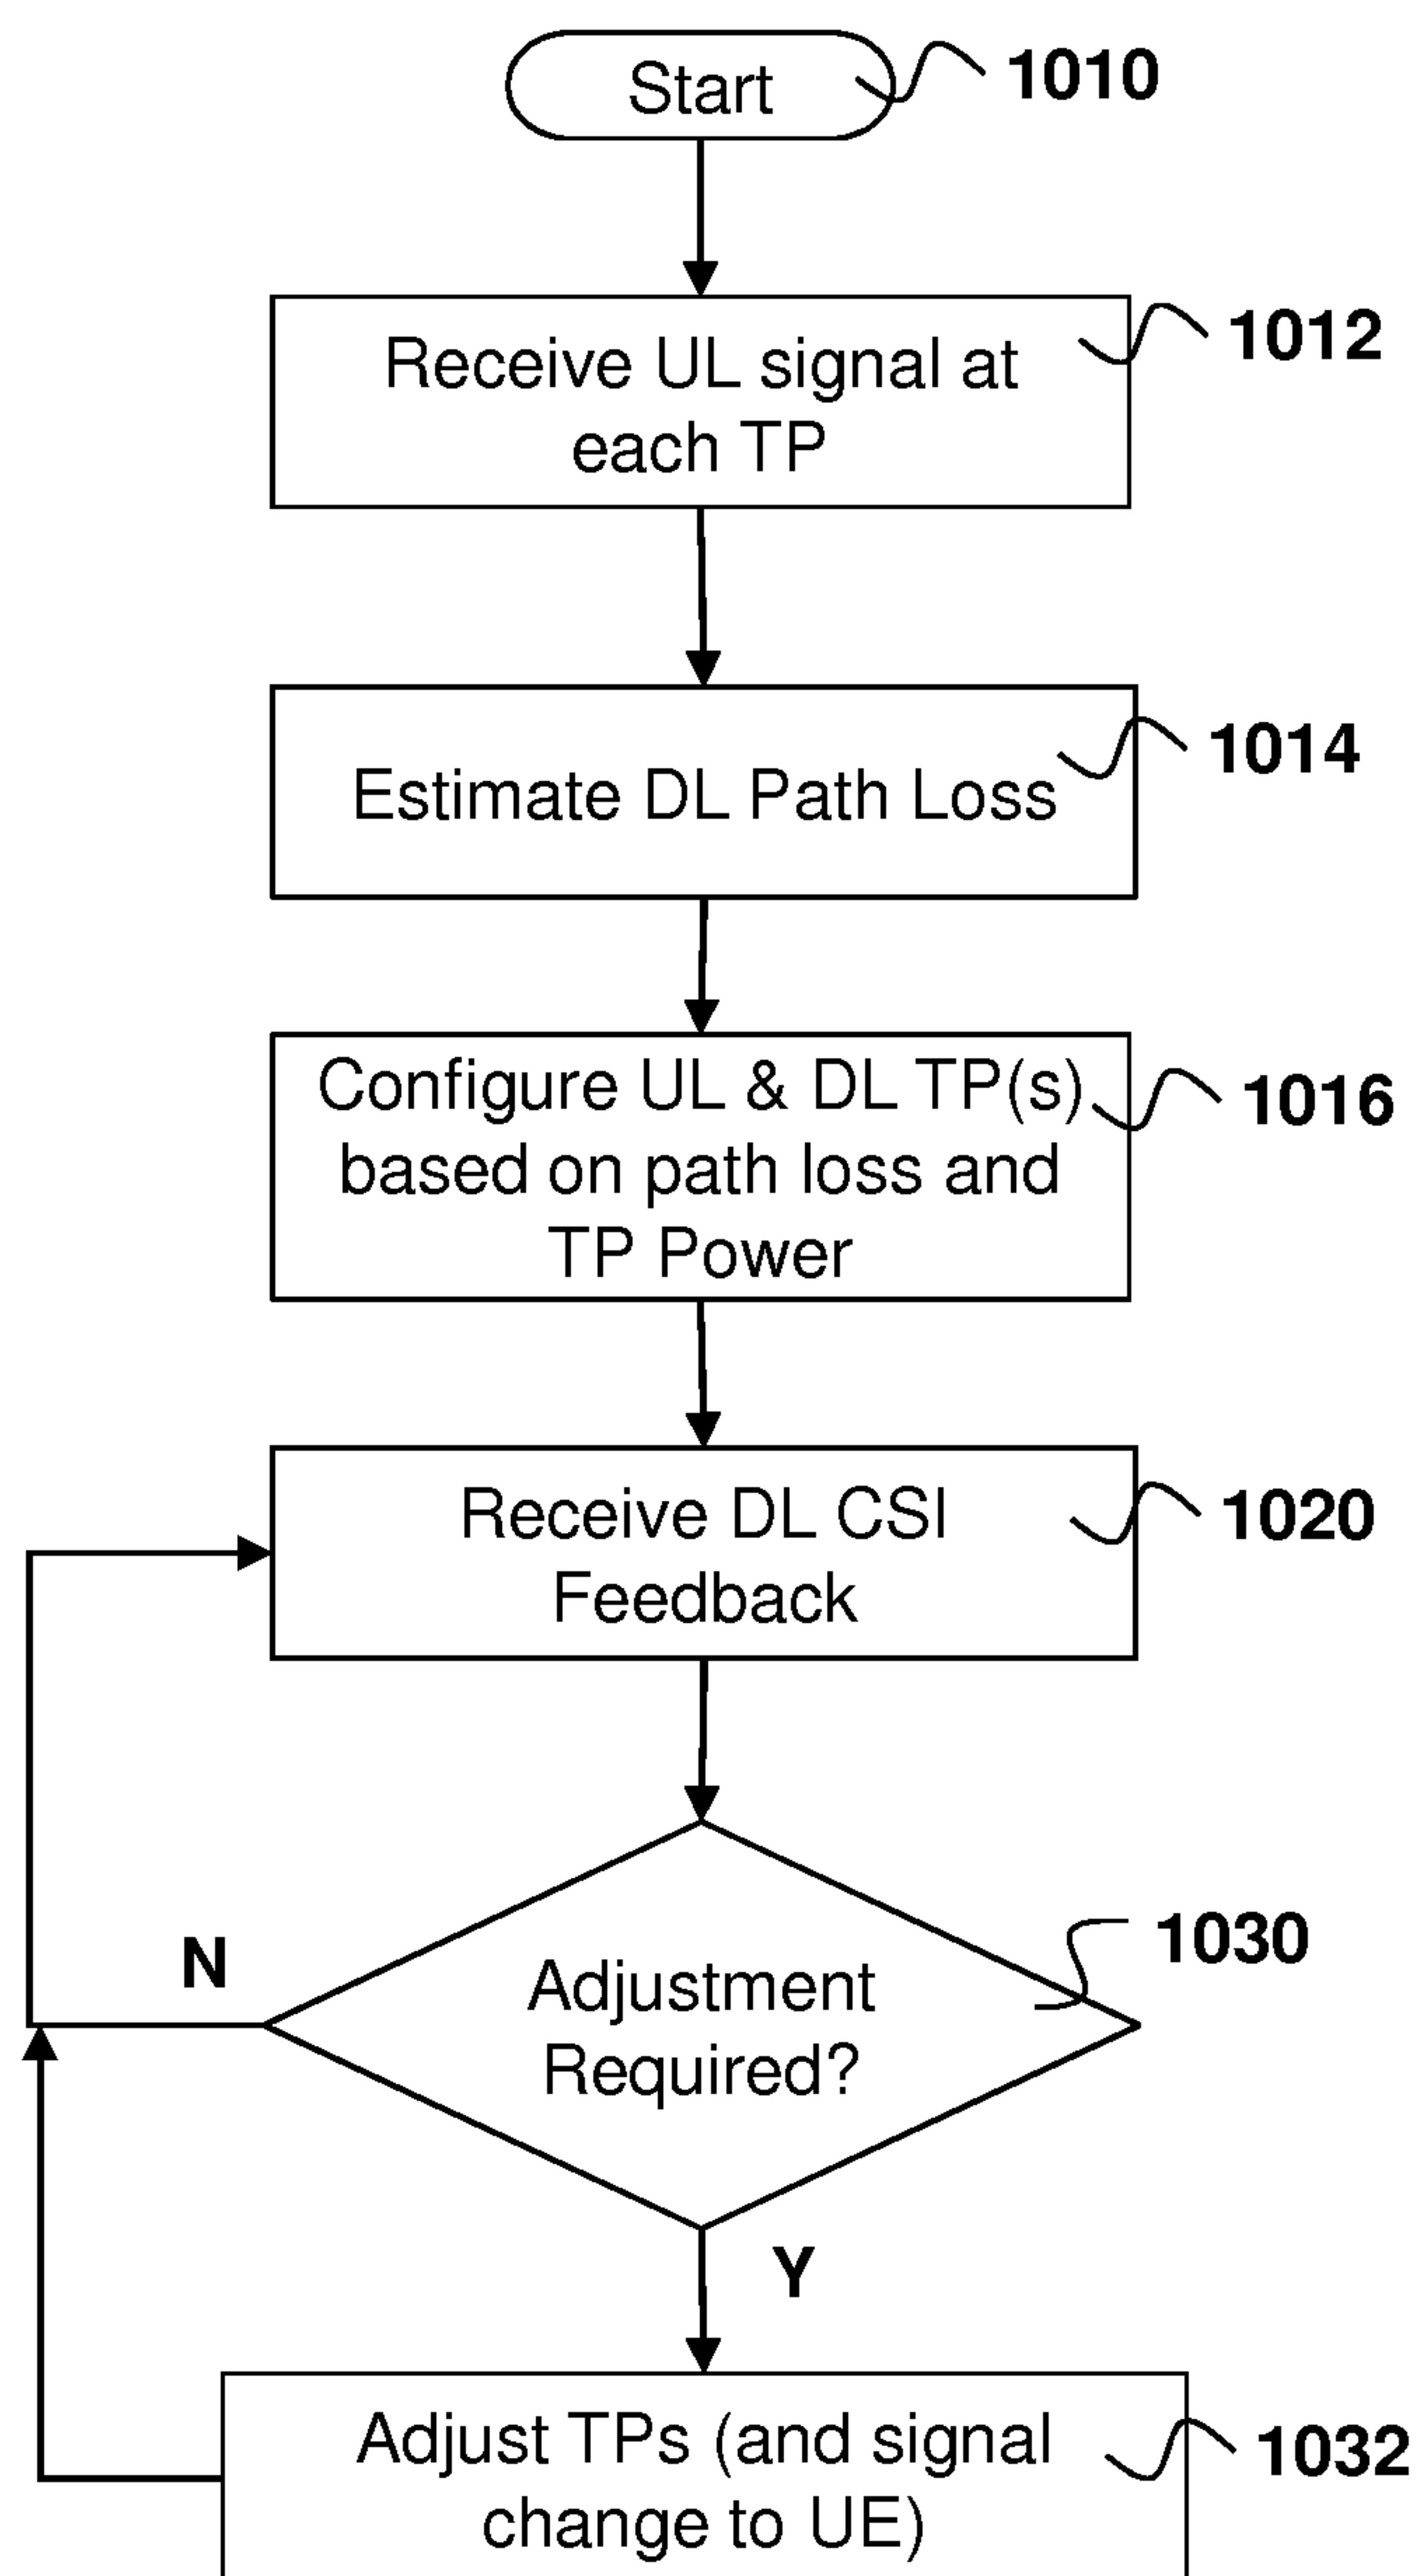 Start
1010
Receive UL signal at
each TP
1012
Estimate DL Path Loss
1014
Configure UL & DL TP(s)
based on path loss and
TP Power
1016
Receive DL CSI
Feedback
1020
Adjustment
Required?
1030
N
Y
Adjust TPs (and signal
change to UE)
1032